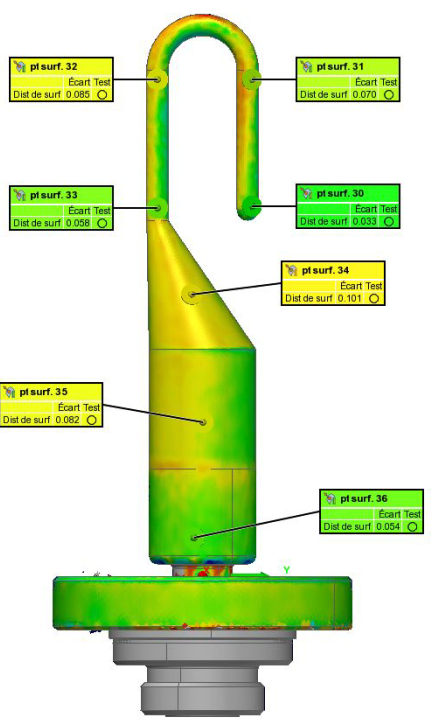 pt surf. 32
Écart Test
Dist de surf 0.085
pt surf. 31
Écart Test
Dist de surf 0.070
pt surf. 33
Écart Test
Dist de surf 0.058
pt surf. 30
Écart Test
Dist de surf 0.033
pt surf. 34
Écart Test
Dist de surf 0.101
pt surf. 35
Écart Test
Dist de surf 0.082
pt surf. 36
Écart Test
Dist de surf 0.054
Y